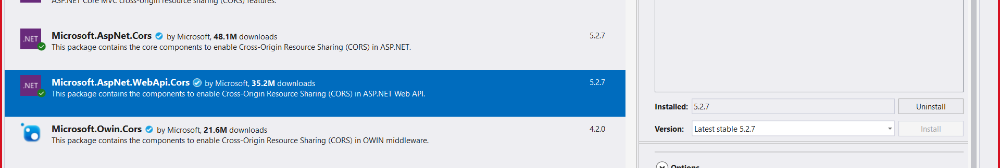 ASP.NET Core MVC cross-origin resource sharing (CORS) features.
.NET
Microsoft.AspNet.Cors by Microsoft, 48.1M downloads 5.2.7
This package contains the core components to enable Cross-Origin Resource Sharing (CORS) in ASP.NET.
.NET
Microsoft.AspNet.WebApi.Cors by Microsoft, 35.2M downloads 5.2.7
This package contains the components to enable Cross-Origin Resource Sharing (CORS) in ASP.NET Web API.
Microsoft.Owin.Cors by Microsoft, 21.6M downloads 4.2.0
This package contains the components to enable Cross-Origin Resource Sharing (CORS) in OWIN middleware.
Installed: 5.2.7 Uninstall
Version: Latest stable 5.2.7 Install
Options